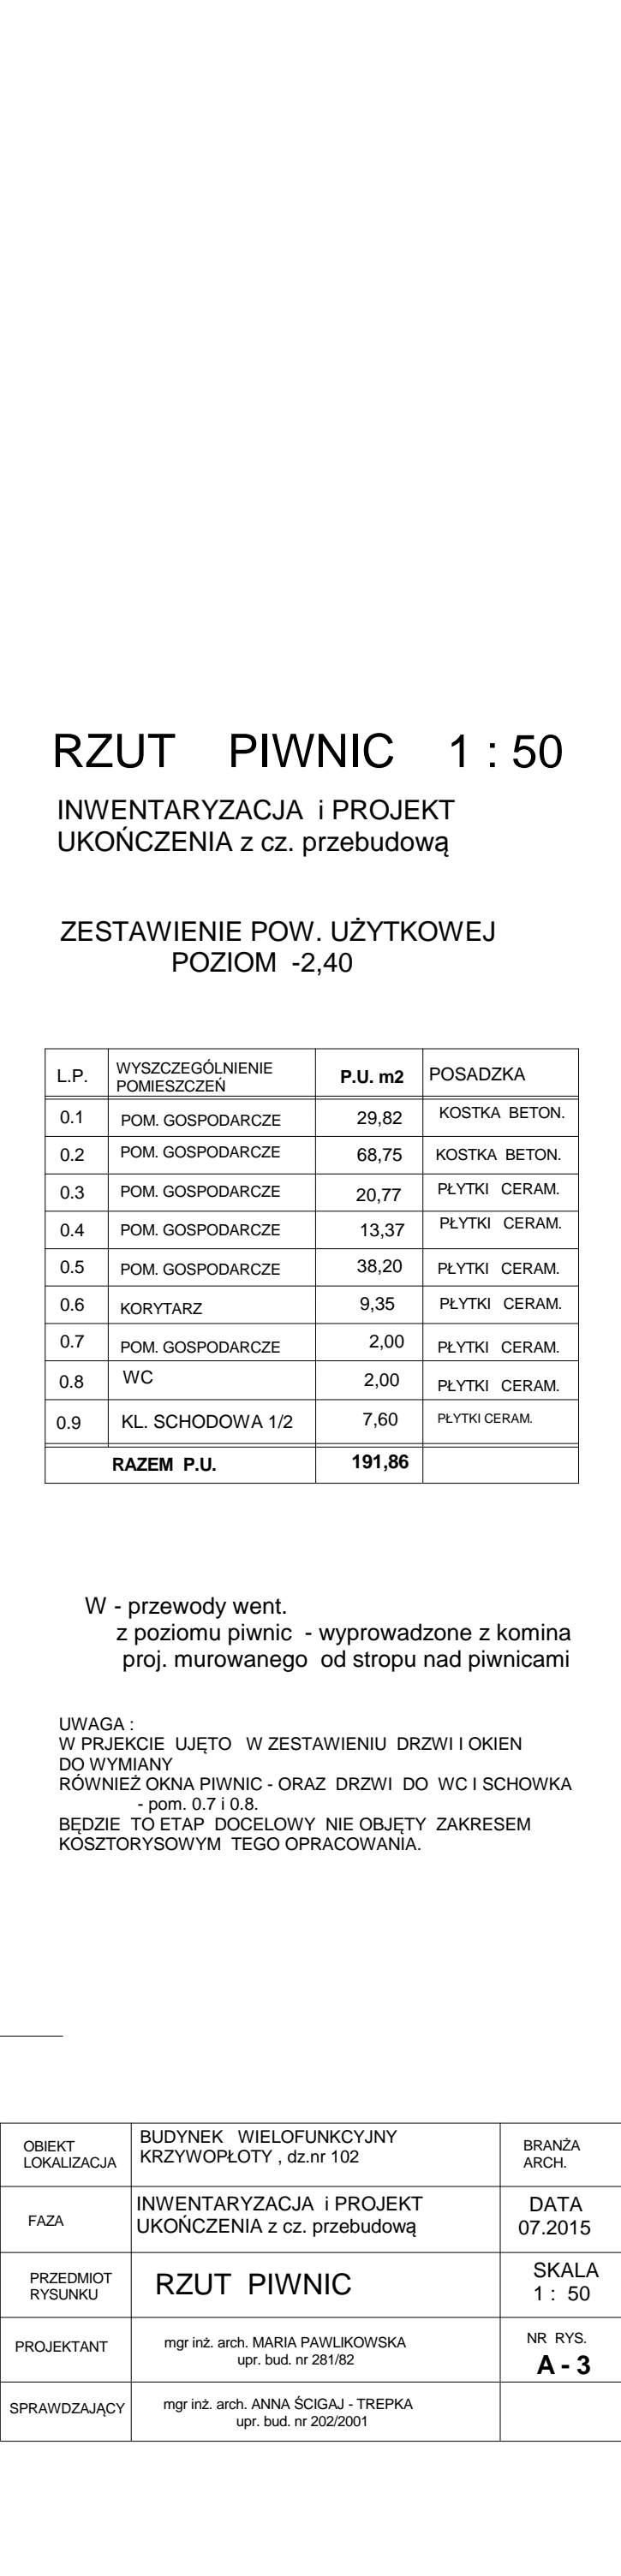 RZUT PIWNIC 1 : 50
INWENTARYZACJA i PROJEKT
UKOŃCZENIA z cz. przebudową
ZESTAWIENIE POW. UŻYTKOWEJ
POZIOM -2,40
L.P. WYSZCZEGÓLNIENIE POMIESZCZEŃ P.U. m2 POSADZKA
0.1 POM. GOSPODARCZE 29,82 KOSTKA BETON.
0.2 POM. GOSPODARCZE 68,75 KOSTKA BETON.
0.3 POM. GOSPODARCZE 20,77 PŁYTKI CERAM.
0.4 POM. GOSPODARCZE 13,37 PŁYTKI CERAM.
0.5 POM. GOSPODARCZE 38,20 PŁYTKI CERAM.
0.6 KORYTARZ 9,35 PŁYTKI CERAM.
0.7 POM. GOSPODARCZE 2,00 PŁYTKI CERAM.
0.8 WC 2,00 PŁYTKI CERAM.
0.9 KL. SCHODOWA 1/2 7,60 PŁYTKI CERAM.
RAZEM P.U. 191,86
W - przewody went.
z poziomu piwnic - wyprowadzone z komina
proj. murowanego od stropu nad piwnicami
UWAGA :
W PRJEKCIE UJĘTO W ZESTAWIENIU DRZWI I OKIEN
DO WYMIANY
RÓWNIEŻ OKNA PIWNIC - ORAZ DRZWI DO WC I SCHOWKA
- pom. 0.7 i 0.8.
BĘDZIE TO ETAP DOCELOWY NIE OBJĘTY ZAKRESEM
KOSZTORYSOWYM TEGO OPRACOWANIA.
OBIEKT
LOKALIZACJA
BUDYNEK WIELOFUNKCYJNY
KRZYWOPŁOTY , dz.nr 102
BRANŻA
ARCH.
FAZA
INWENTARYZACJA i PROJEKT
UKOŃCZENIA z cz. przebudową
DATA
07.2015
PRZEDMIOT
RYSUNKU
RZUT PIWNIC
SKALA
1 : 50
PROJEKTANT
mgr inż. arch. MARIA PAWLIKOWSKA
upr. bud. nr 281/82
NR RYS.
A - 3
SPRAWDZAJĄCY
mgr inż. arch. ANNA ŚCIGAJ - TREPKA
upr. bud. nr 202/2001